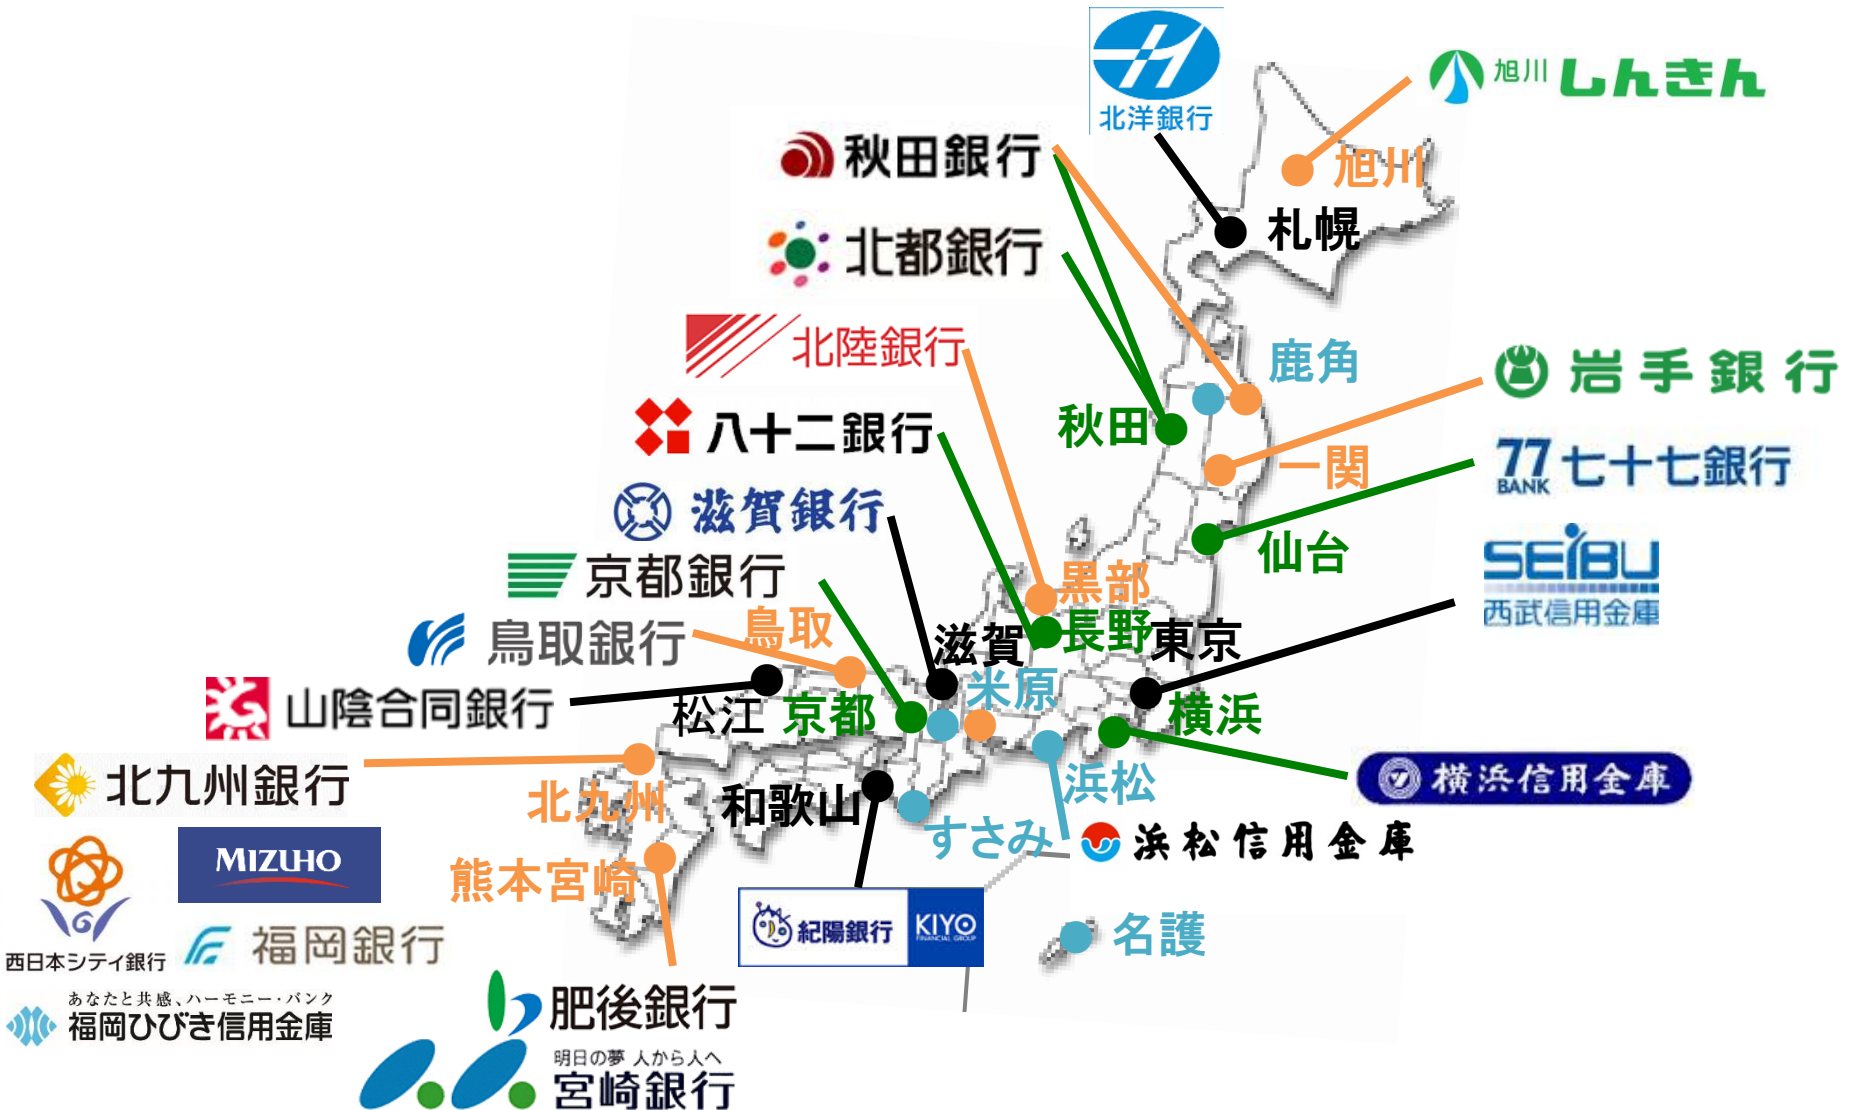 北洋銀行
旭川しんきん
旭川
札幌
秋田銀行
北都銀行
北陸銀行
鹿角
岩手銀行
八十二銀行
秋田
一関
77
BANK
七十七銀行
滋賀銀行
仙台
SEIBU
西武信用金庫
京都銀行
黒部
鳥取銀行
鳥取
滋賀
長野
東京
山陰合同銀行
松江
京都
米原
横浜
北九州銀行
北九州
和歌山
浜松
横浜信用金庫
すさみ
浜松信用金庫
MIZUHO
熊本宮崎
紀陽銀行
KIYO
FINANCIAL GROUP
名護
西日本シティ銀行
福岡銀行
あなたと共感、ハーモニー・バンク
福岡ひびき信用金庫
肥後銀行
明日の夢 人から人へ
宮崎銀行